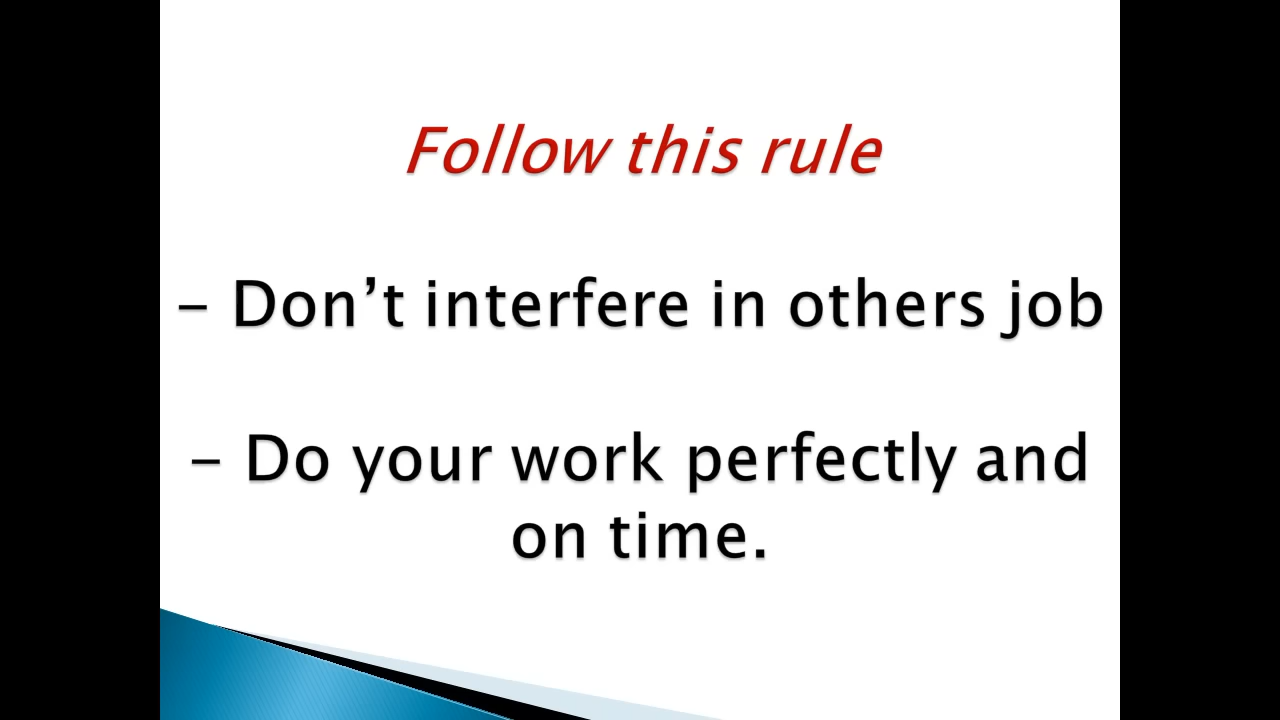 Follow this rule
- Don’t interfere in others job
- Do your work perfectly and
on time.